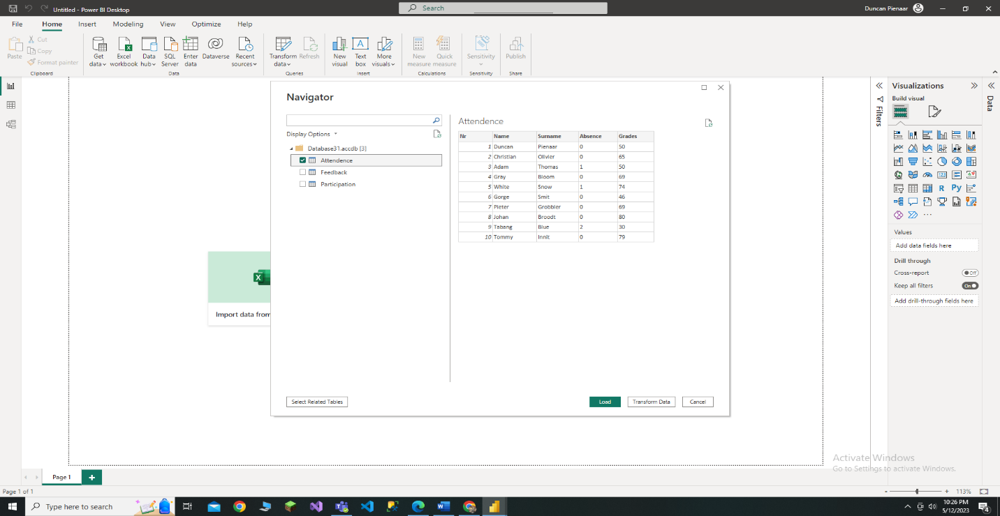 Untitled - Power BI Desktop
Search
Duncan Pienaar
File Home Insert Modeling View Optimize Help
Paste
Cut
Copy
Format painter
Clipboard
Get data
Excel workbook
Data hub
SQL Server
Enter data
Dataverse
Recent sources
Data
Transform data
Refresh
Queries
New visual
Text box
More visuals
Insert
New measure
Quick measure
Calculations
Sensitivity
Sensitivity
Publish
Share
Navigator
Display Options
Database31.accdb [3]
Attendence
Feedback
Participation
Attendence
Nr Name Surname Absence Grades
1 Duncan Pienaar 0 50
2 Christian Olivier 0 65
3 Adam Thomas 1 50
4 Gray Bloom 0 69
5 White Snow 1 74
6 Gorge Smit 0 46
7 Pieter Grobbler 0 69
8 Johan Broodt 0 80
9 Tabang Blue 2 30
10 Tommy Innit 0 79
Select Related Tables
Load
Transform Data
Cancel
Import data from
Filters
Visualizations
Build visual
123
R
Py
Values
Add data fields here
Drill through
Cross-report
Off
Keep all filters
On
Add drill-through fields here
Data
Activate Windows
Go to Settings to activate Windows.
Page 1
Page 1 of 1
- + 113%
Type here to search
10:26 PM
5/12/2023
4